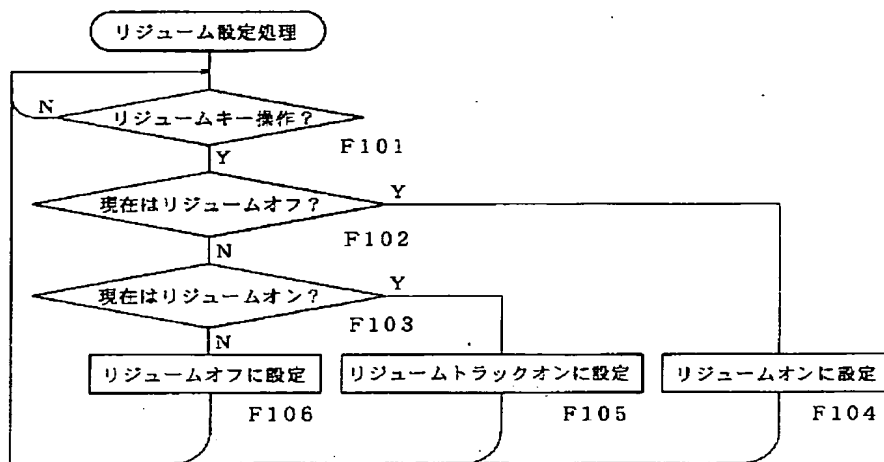 リジューム設定処理
N
リジュームキー操作?
F101
Y
現在はリジュームオフ?
Y
F102
N
現在はリジュームオン?
Y
F103
N
リジュームオフに設定
リジュームトラックオンに設定
リジュームオンに設定
F106
F105
F104